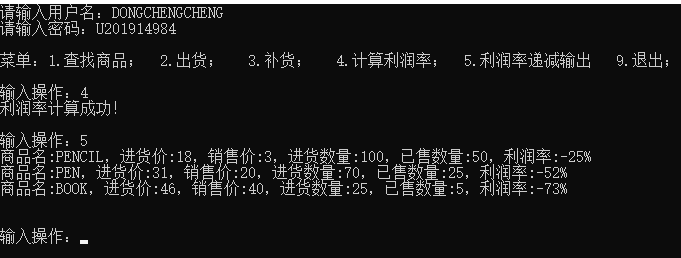 请输入用户名：DONGCHENGCHENG
请输入密码：U201914984
菜单：1.查找商品； 2.出货； 3.补货； 4.计算利润率； 5.利润率递减输出 9.退出；
输入操作：4
利润率计算成功！
输入操作：5
商品名:PENCIL，进货价:18，销售价:3，进货数量:100，已售数量:50，利润率:-25%
商品名:PEN，进货价:31，销售价:20，进货数量:70，已售数量:25，利润率:-52%
商品名:BOOK，进货价:46，销售价:40，进货数量:25，已售数量:5，利润率:-73%
输入操作：